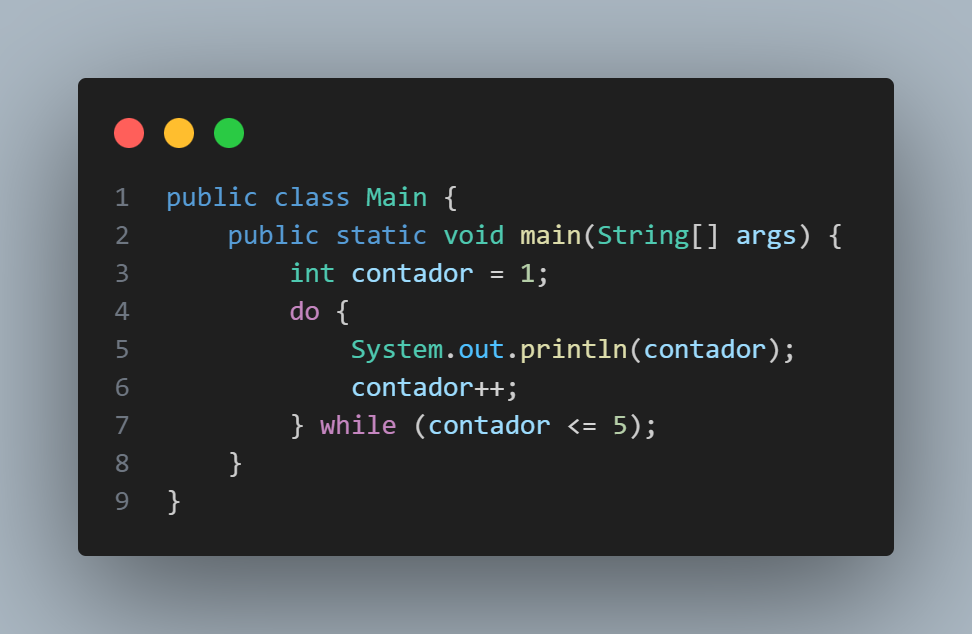 1 public class Main {
2     public static void main(String[] args) {
3         int contador = 1;
4         do {
5             System.out.println(contador);
6             contador++;
7         } while (contador <= 5);
8     }
9 }